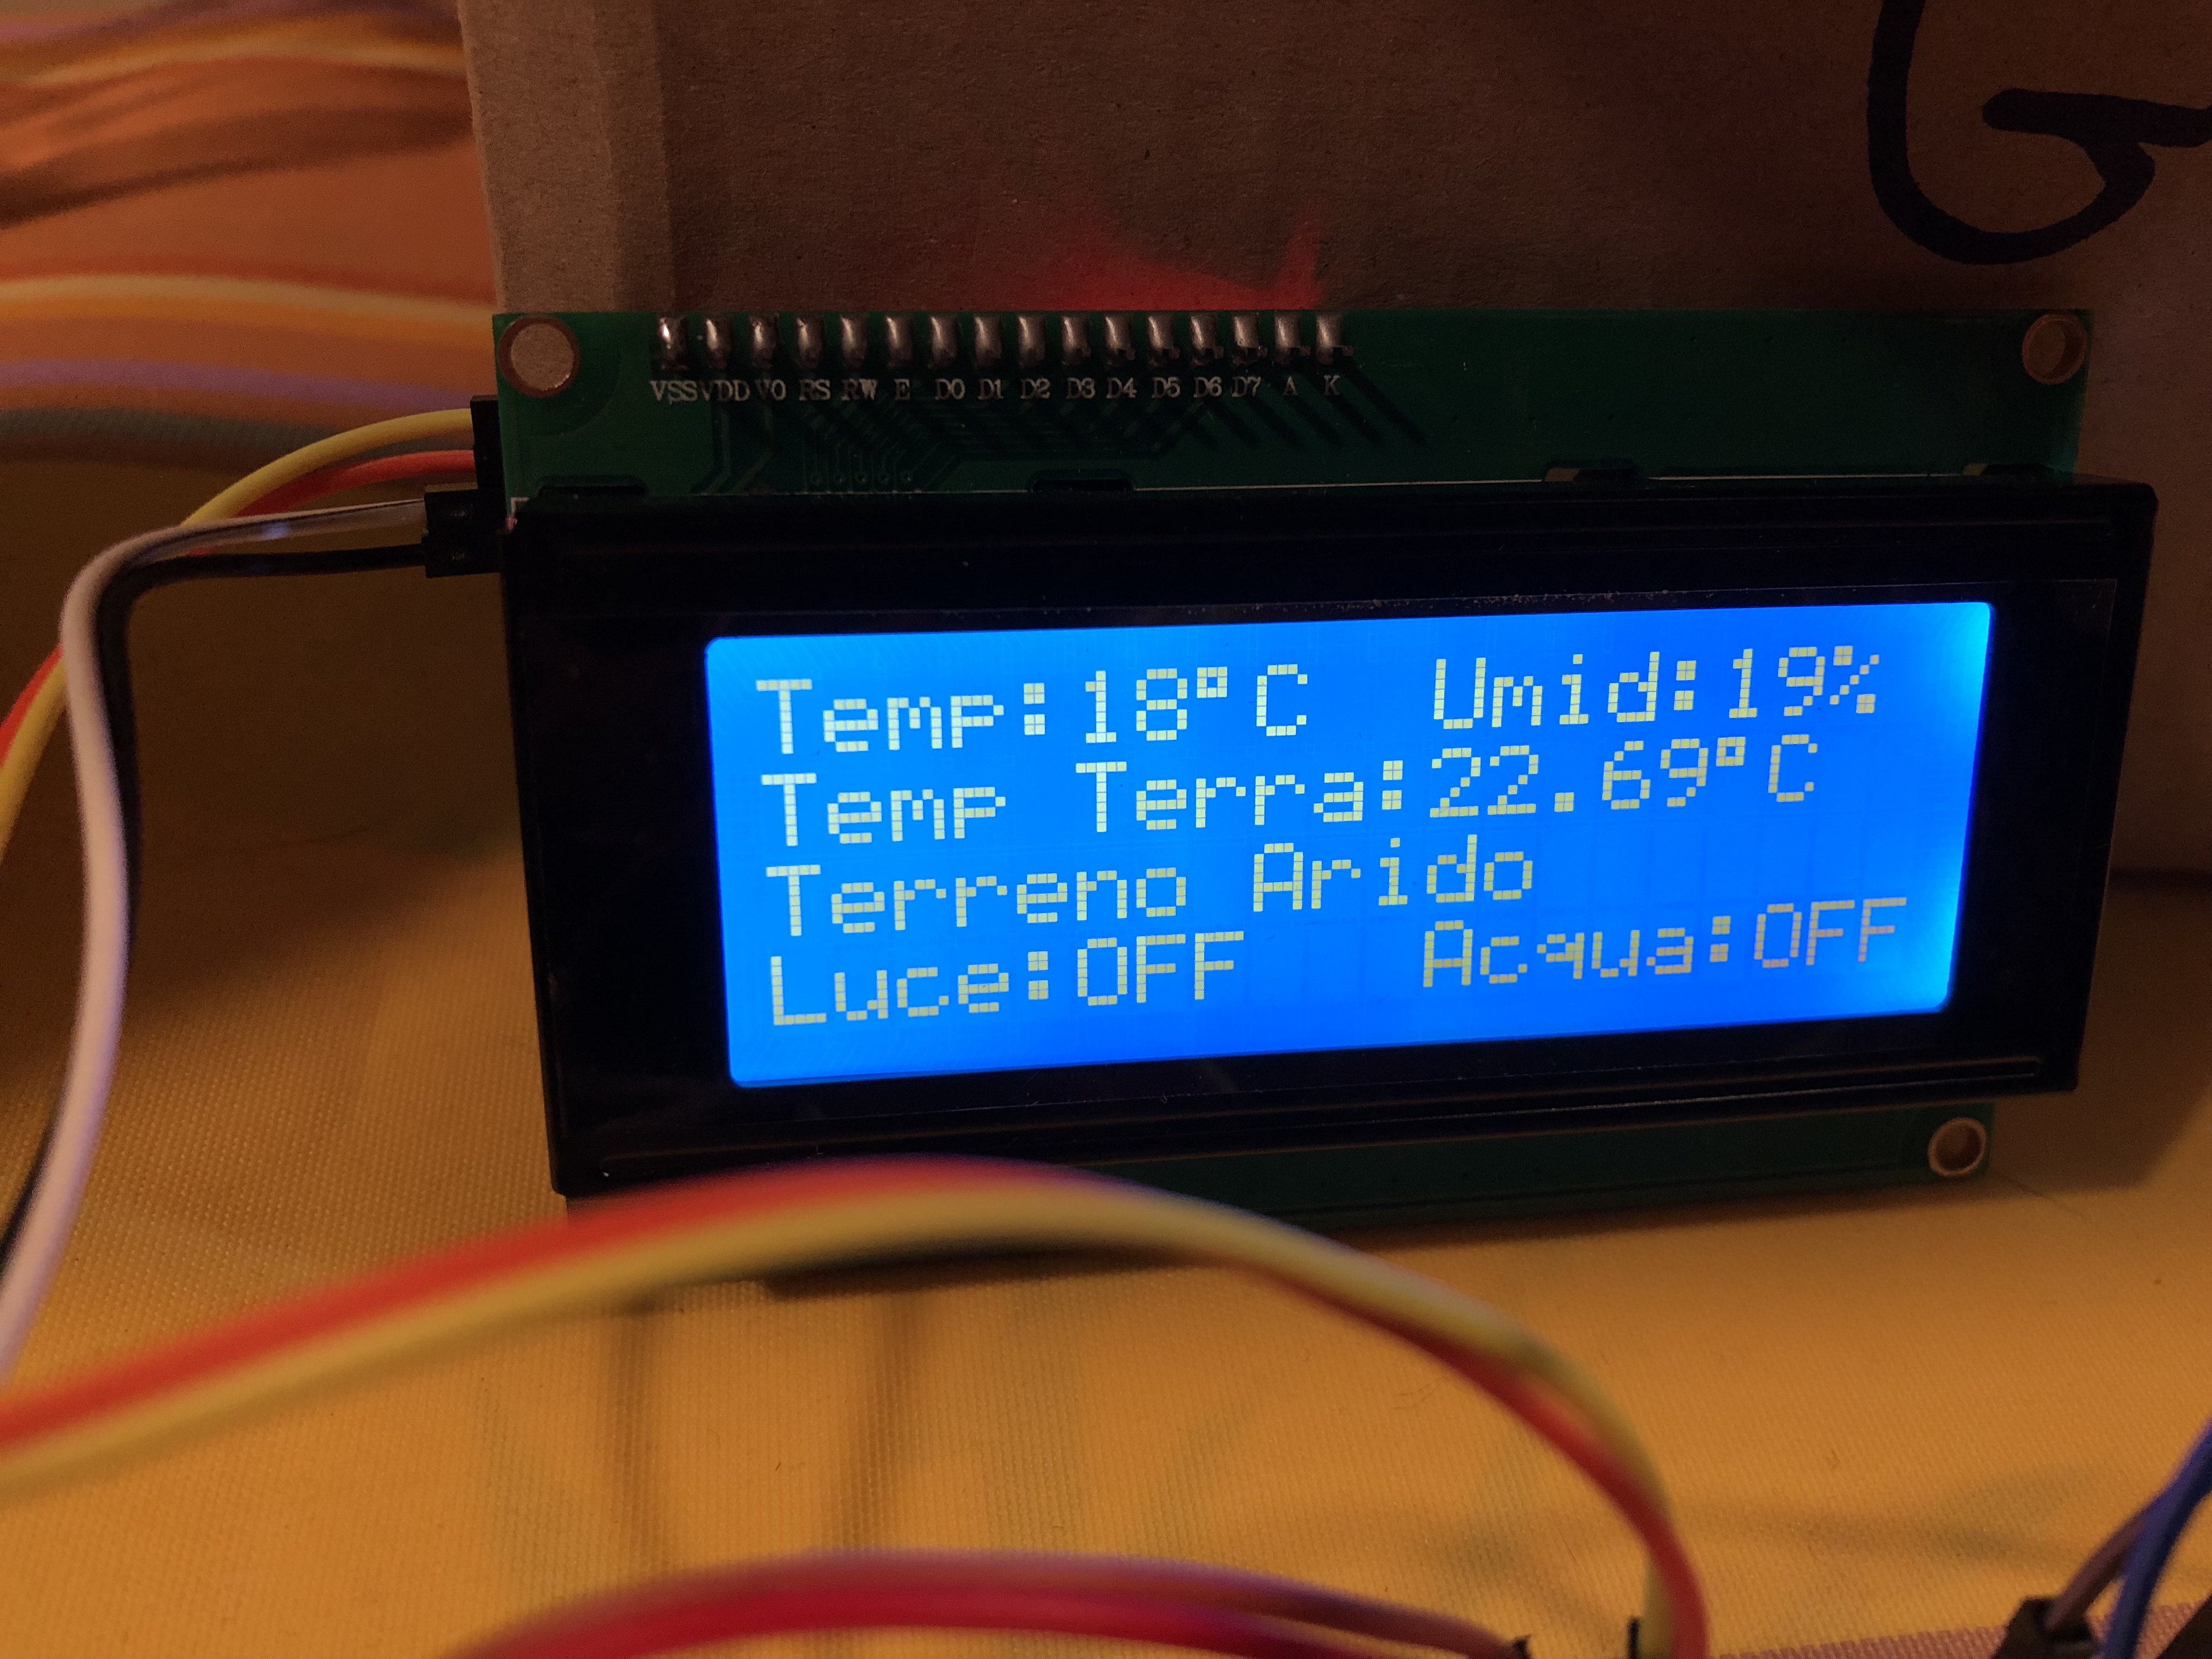 VSS VDD V0 RS RW E D0 D1 D2 D3 D4 D5 D6 D7 A K
Temp:18°C Umid:19%
Temp Terra:22.69°C
Terreno Arido
Luce:OFF Acqua:OFF